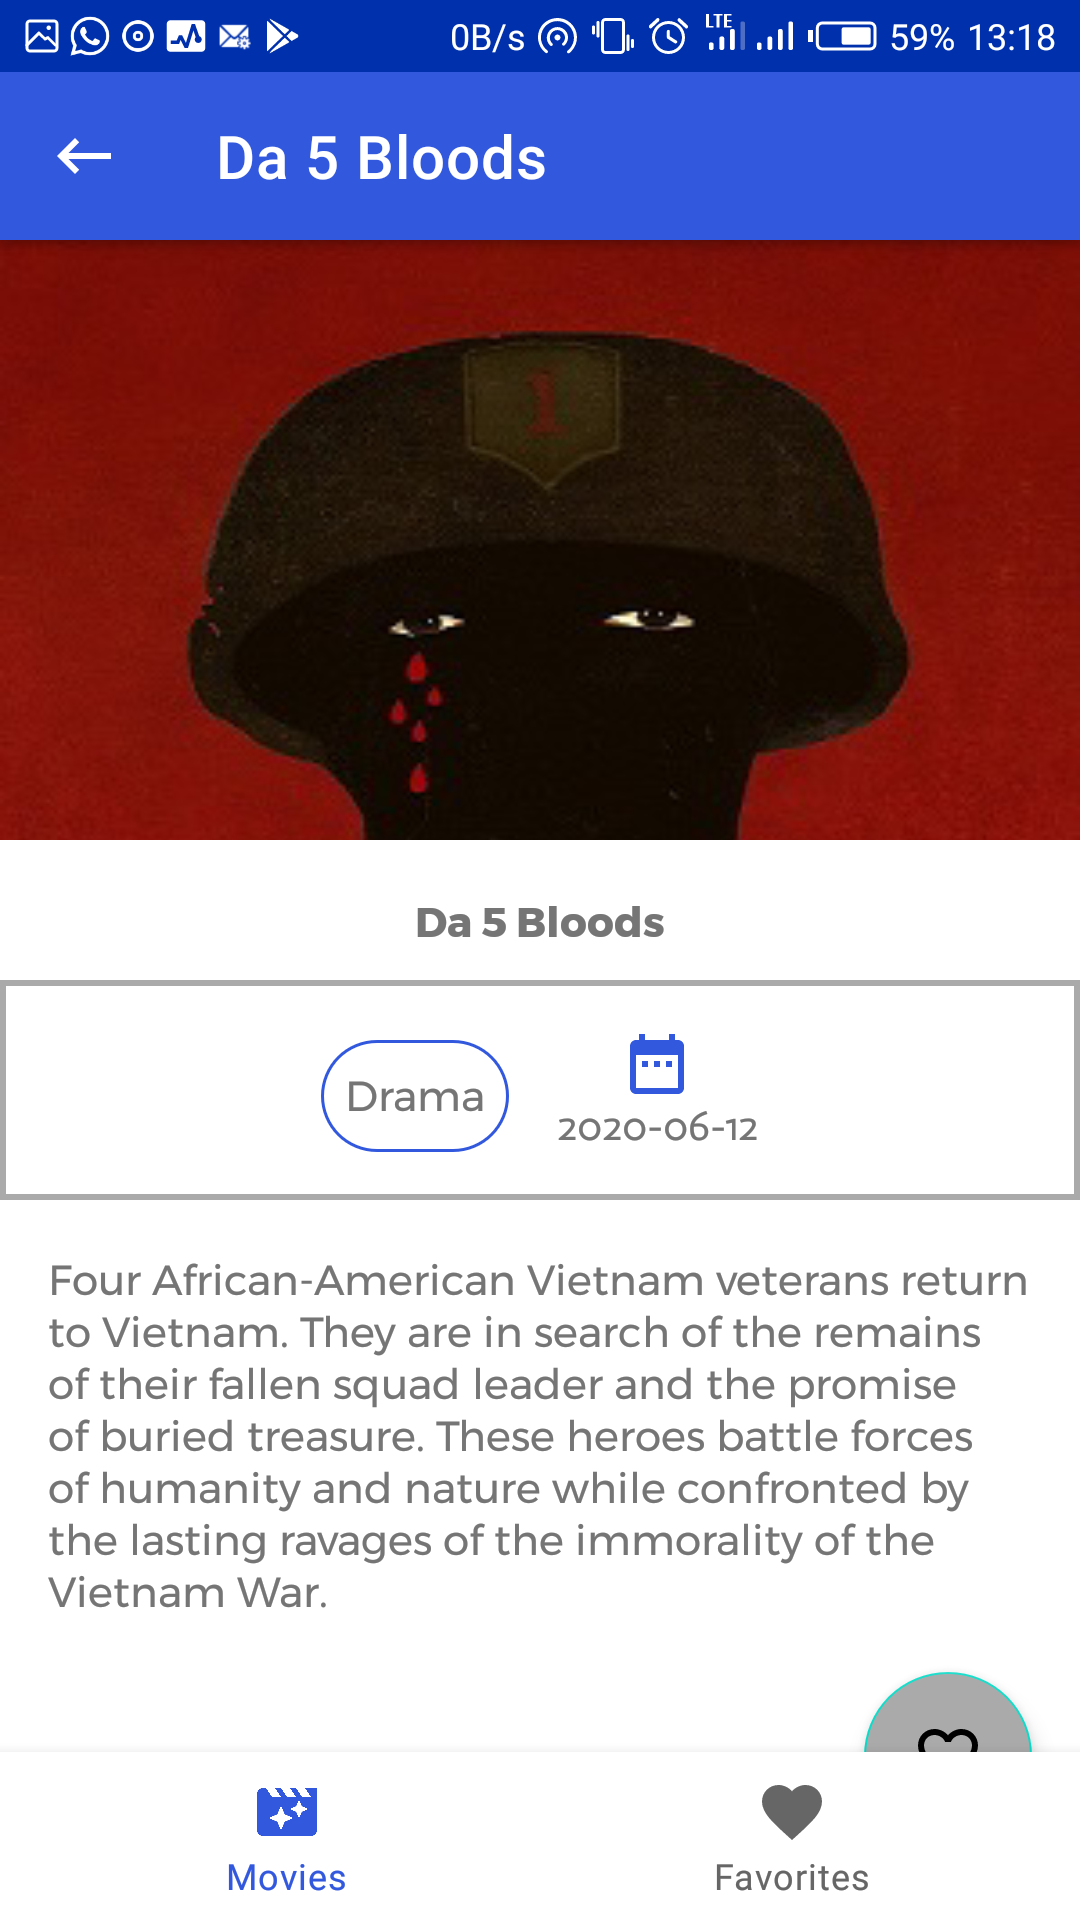 0B/s LTE 59% 13:18
Da 5 Bloods
1
Da 5 Bloods
Drama
2020-06-12
Four African-American Vietnam veterans return
to Vietnam. They are in search of the remains
of their fallen squad leader and the promise
of buried treasure. These heroes battle forces
of humanity and nature while confronted by
the lasting ravages of the immorality of the
Vietnam War.
Movies
Favorites